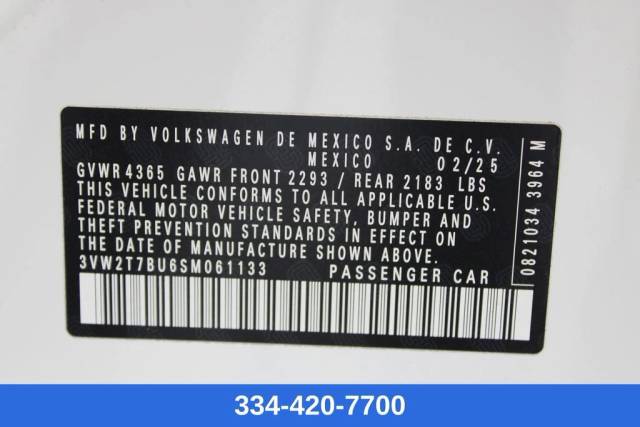 MFD BY VOLKSWAGEN DE MEXICO S.A. DE C.V.
MEXICO 02/25
GVWR 4365 GAWR FRONT 2293 / REAR 2183 LBS
THIS VEHICLE CONFORMS TO ALL APPLICABLE U.S.
FEDERAL MOTOR VEHICLE SAFETY, BUMPER AND
THEFT PREVENTION STANDARDS IN EFFECT ON
THE DATE OF MANUFACTURE SHOWN ABOVE.
3VW2T7BU6SM061133 PASSENGER CAR
0821034 3964 M
334-420-7700